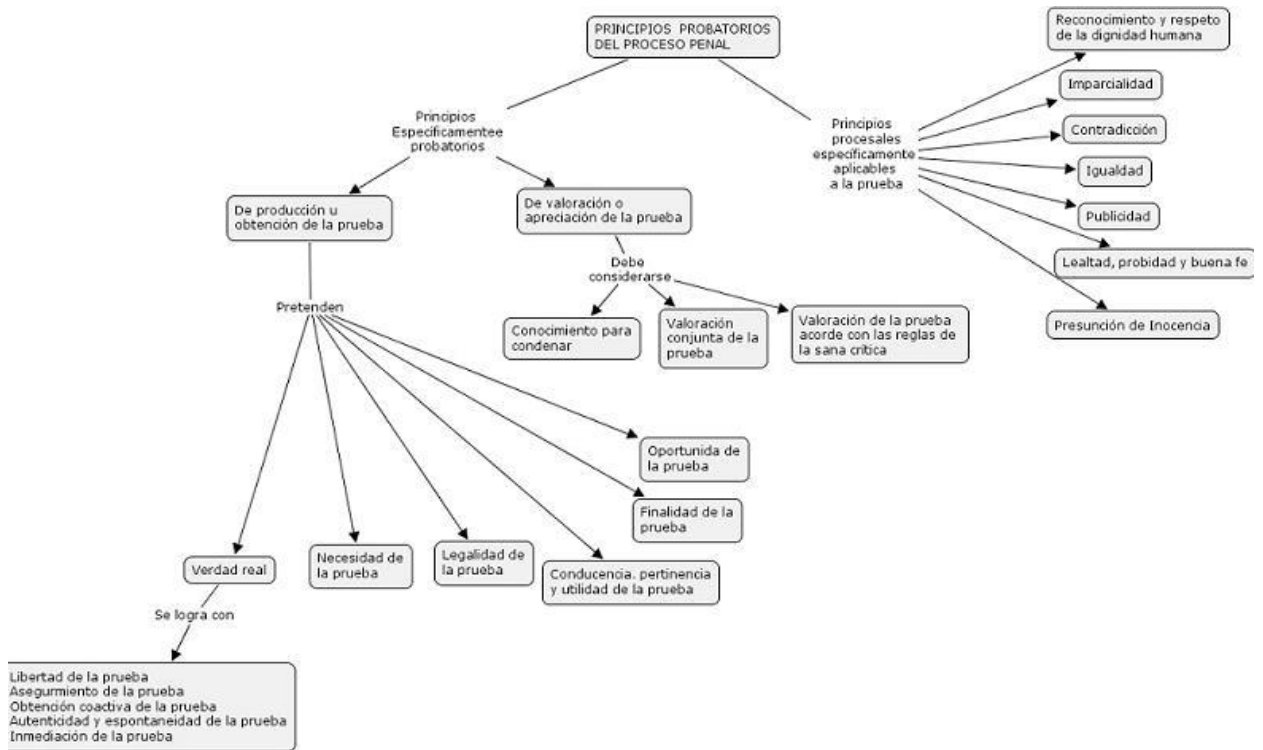 PRINCIPIOS PROBATORIOS
DEL PROCESO PENAL
Principios
Especificamentee
probatorios
De producción u
obtención de la prueba
Pretenden
Verdad real
Se logra con
Libertad de la prueba
Asegurmiento de la prueba
Obtención coactiva de la prueba
Autenticidad y espontaneidad de la prueba
Inmediación de la prueba
Necesidad de
la prueba
Legalidad de
la prueba
Conducencia. pertinencia
y utilidad de la prueba
Finalidad de la
prueba
Oportunida de
la prueba
De valoración o
apreciación de la prueba
Debe
considerarse
Conocimiento para
condenar
Valoración
conjunta de la
prueba
Valoración de la prueba
acorde con las reglas de
la sana crítica
Principios
procesales
específicamente
aplicables
a la prueba
Reconocimiento y respeto
de la dignidad humana
Imparcialidad
Contradicción
Igualdad
Publicidad
Lealtad, probidad y buena fe
Presunción de Inocencia